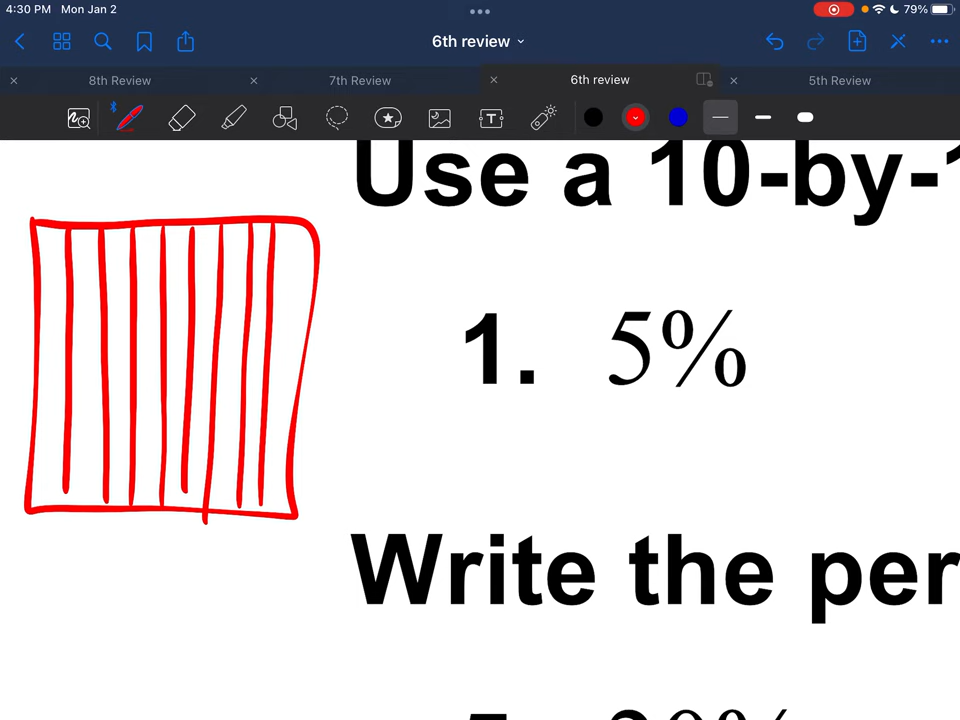 4:30 PM Mon Jan 2 79%
6th review
8th Review 7th Review 6th review 5th Review
T
Use a 10-by-1
1. 5%
Write the per